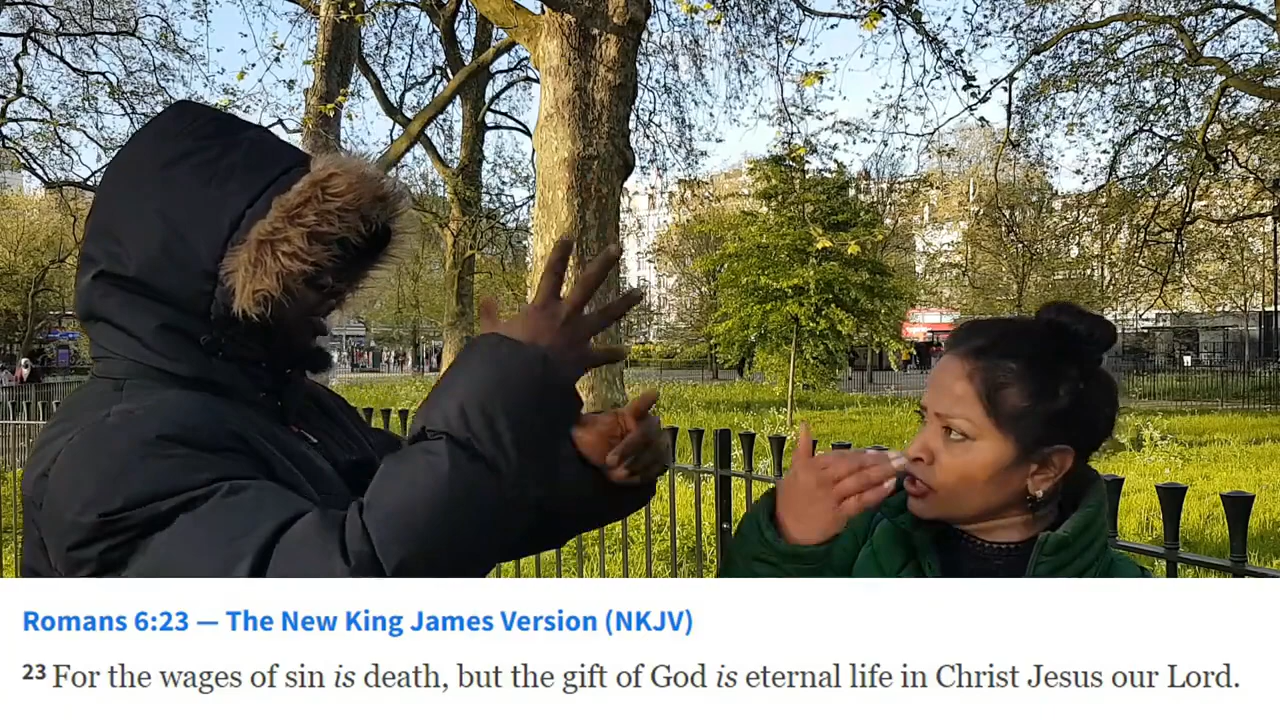 Romans 6:23 — The New King James Version (NKJV)
23 For the wages of sin is death, but the gift of God is eternal life in Christ Jesus our Lord.